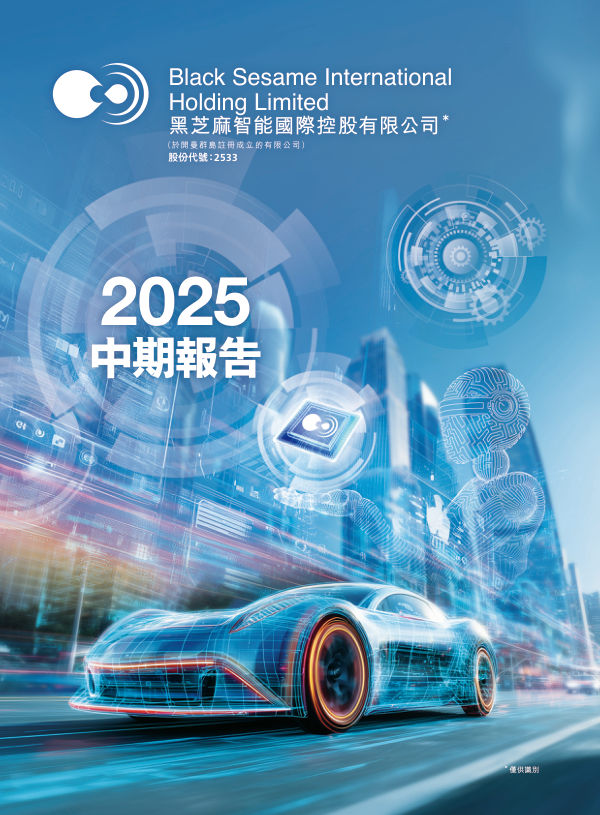 Black Sesame International
Holding Limited
黑芝麻智能國際控股有限公司*
（於開曼群島註冊成立的有限公司）
股份代號：2533
2025
中期報告
* 僅供識別